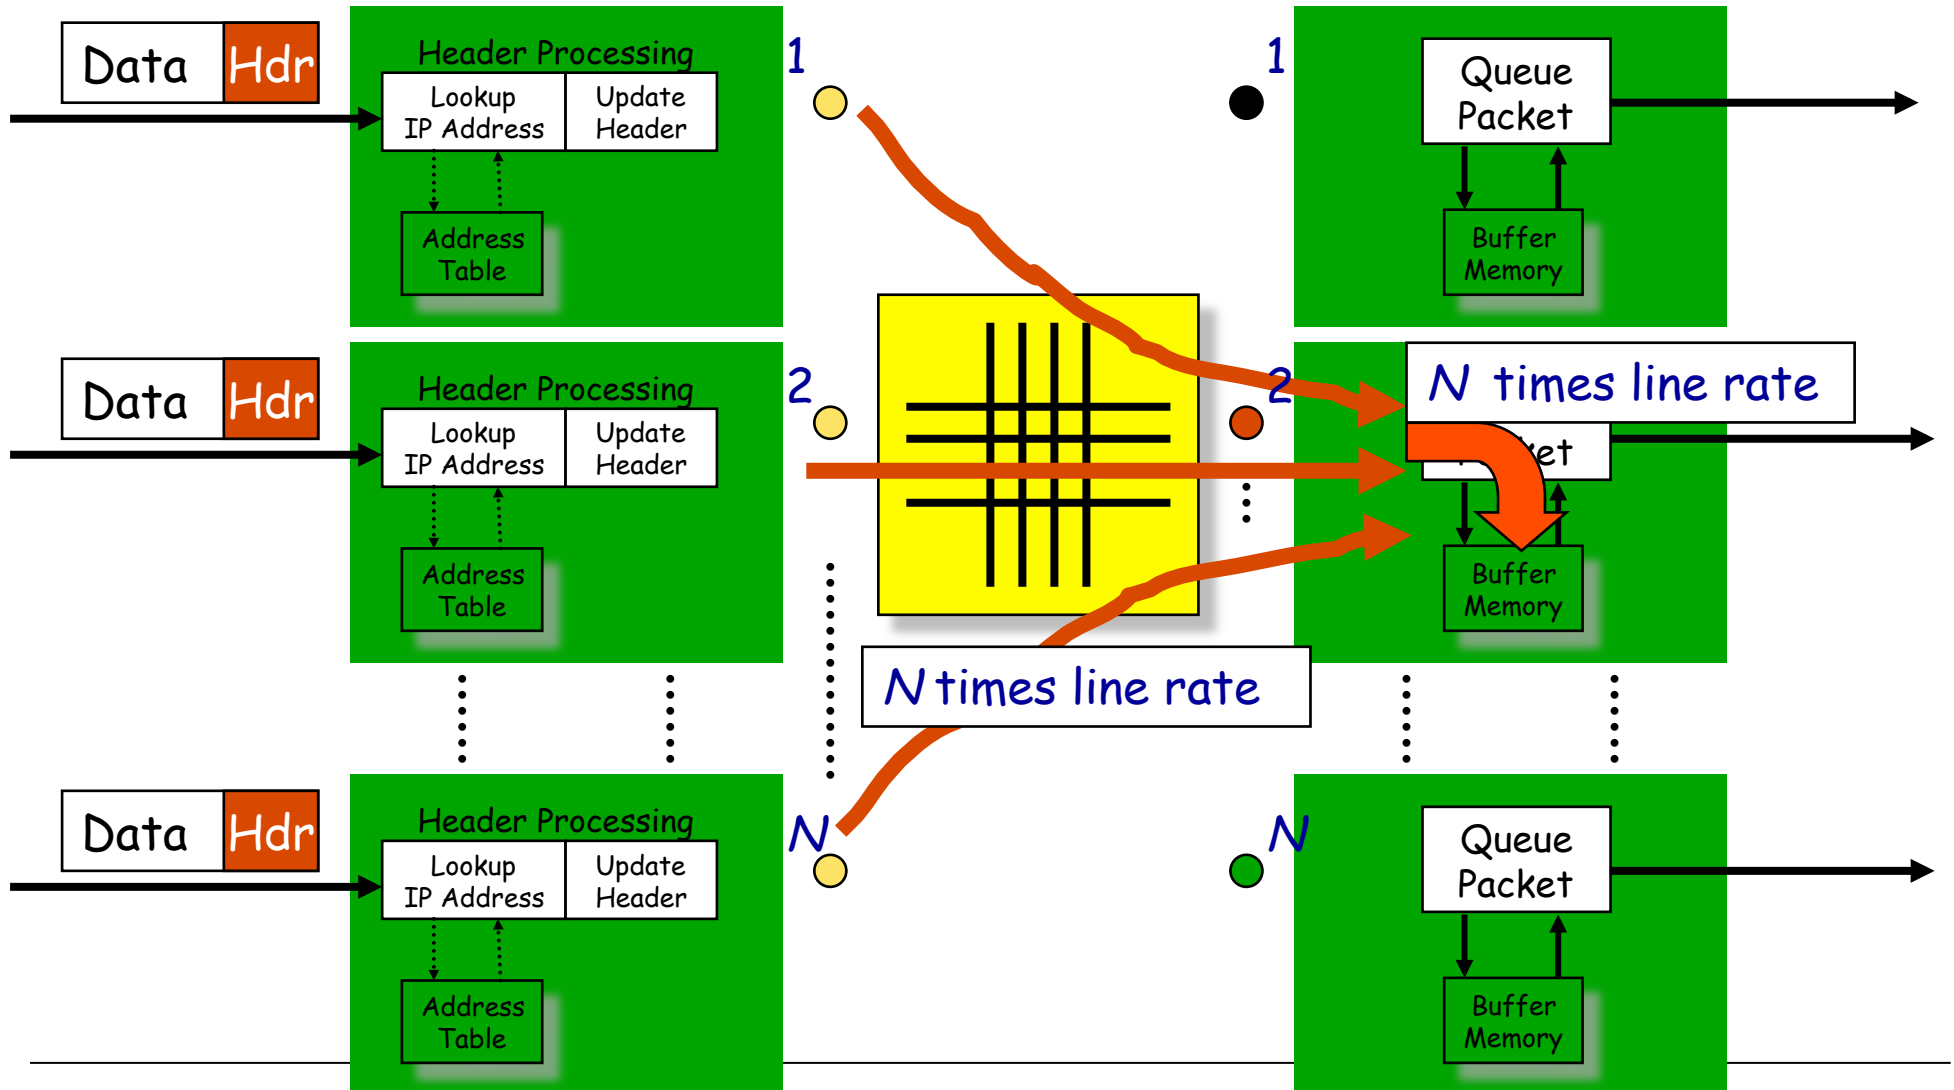 Data Hdr
Header Processing
Lookup
IP Address
Update
Header
Address
Table
1
1
Queue
Packet
Buffer
Memory
Data Hdr
Header Processing
Lookup
IP Address
Update
Header
Address
Table
2
2
N times line rate
Buffer
Memory
N times line rate
Data Hdr
Header Processing
Lookup
IP Address
Update
Header
Address
Table
N
N
Queue
Packet
Buffer
Memory